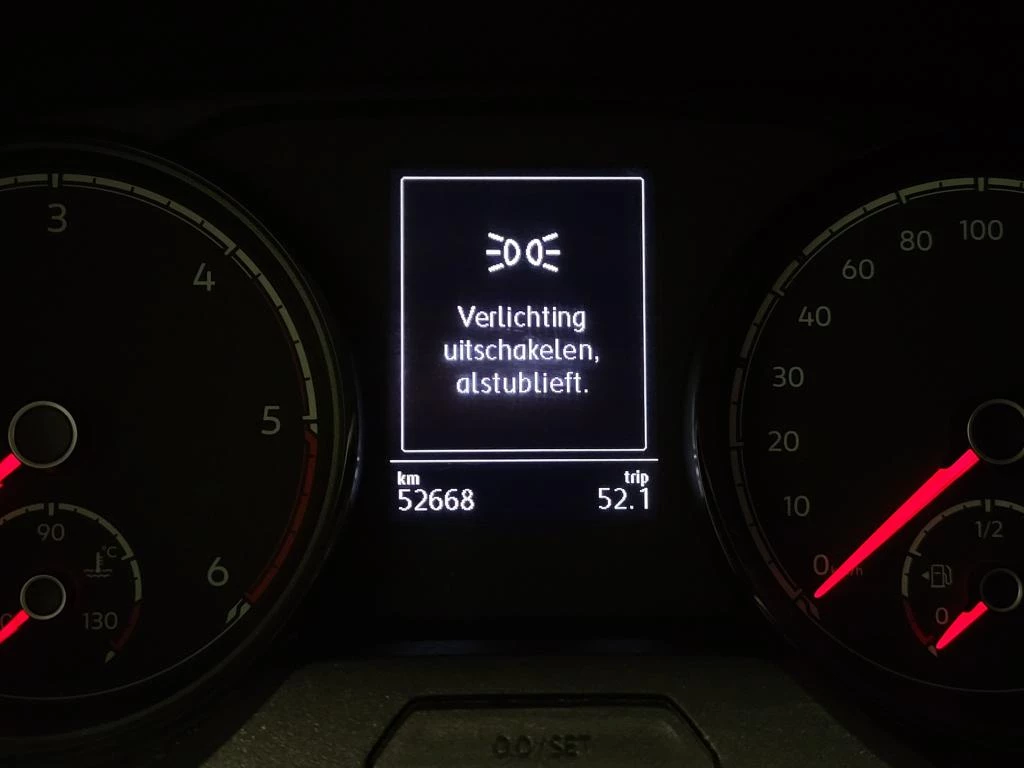 3
4
5
6
90
°C
130
Verlichting
uitschakelen,
alstublieft.
km
trip
52668
52.1
100
80
60
40
30
20
10
0
1/2
0
0.0/SET